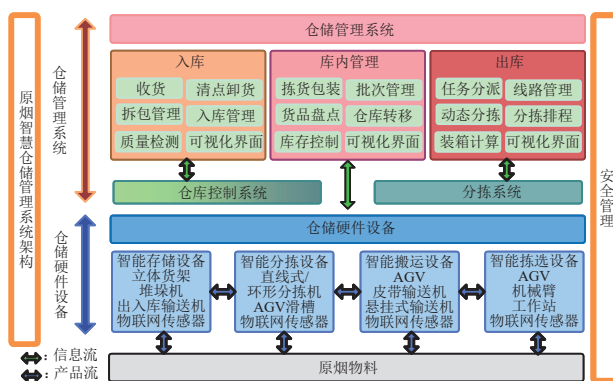 原烟智慧仓储管理系统架构
仓储管理系统
仓储管理系统
入库
收货
清点卸货
拆包管理
入库管理
质量检测
可视化界面
库内管理
拣货包装
批次管理
货品盘点
仓库转移
库存控制
可视化界面
出库
任务分派
线路管理
动态分拣
分拣排程
装箱计算
可视化界面
仓库控制系统
分拣系统
仓储硬件设备
仓储硬件设备
智能存储设备
立体货架
堆垛机
出入库输送机
物联网传感器
智能分拣设备
直线式/
环形分拣机
AGV滑槽
物联网传感器
智能搬运设备
AGV
皮带输送机
悬挂式输送机
物联网传感器
智能拣选设备
AGV
机械臂
工作站
物联网传感器
原烟物料
:信息流
:产品流
安全管理